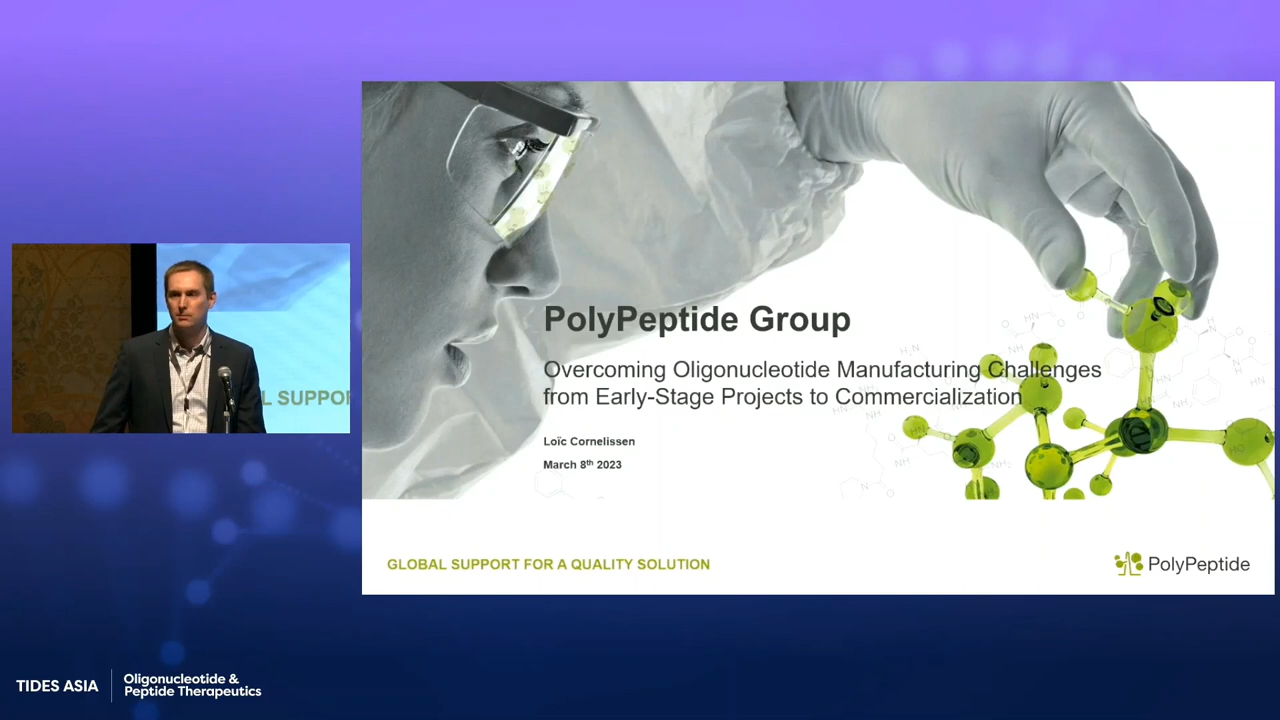 L SUPPOR
PolyPeptide Group
Overcoming Oligonucleotide Manufacturing Challenges
from Early-Stage Projects to Commercialization
Loïc Cornelissen
March 8th 2023
GLOBAL SUPPORT FOR A QUALITY SOLUTION
PolyPeptide
TIDES ASIA
Oligonucleotide &
Peptide Therapeutics